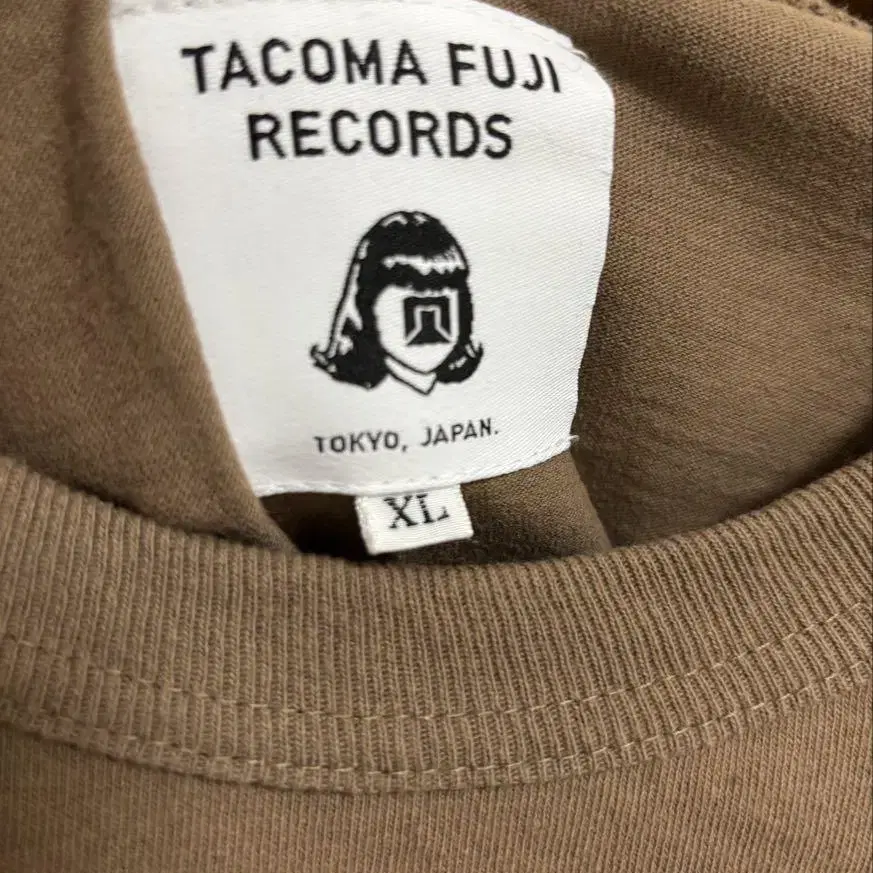 TACOMA FUJI
RECORDS
TOKYO, JAPAN.
XL